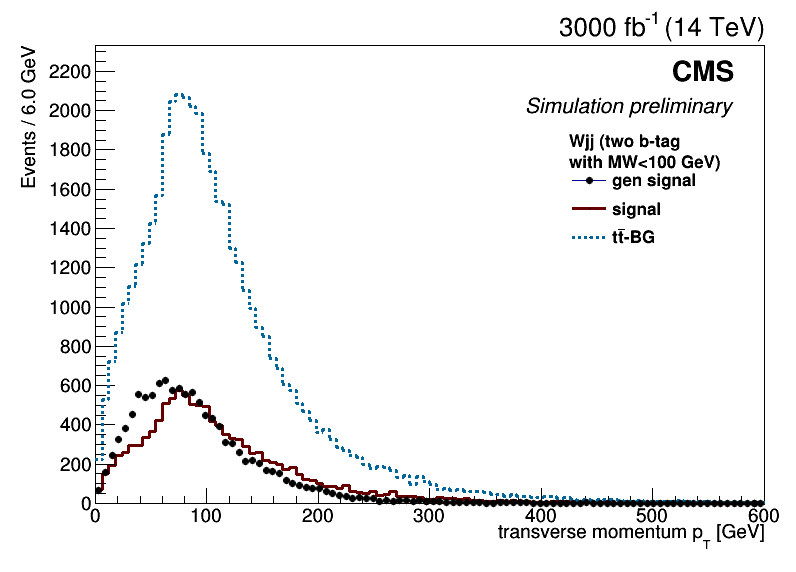 3000 fb⁻¹ (14 TeV)
CMS
Simulation preliminary
Wjj (two b-tag
with MW<100 GeV)
gen signal
signal
tt̄-BG
Events / 6.0 GeV
2200
2000
1800
1600
1400
1200
1000
800
600
400
200
0
0 100 200 300 400 500 600
transverse momentum p_T [GeV]